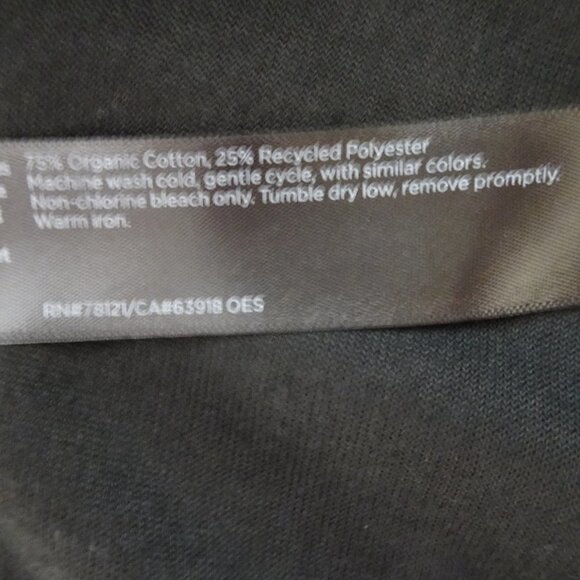 75% Organic Cotton, 25% Recycled Polyester
Machine wash cold, gentle cycle, with similar colors.
Non-chlorine bleach only. Tumble dry low, remove promptly.
Warm iron.
RN#78121/CA#63918 OES